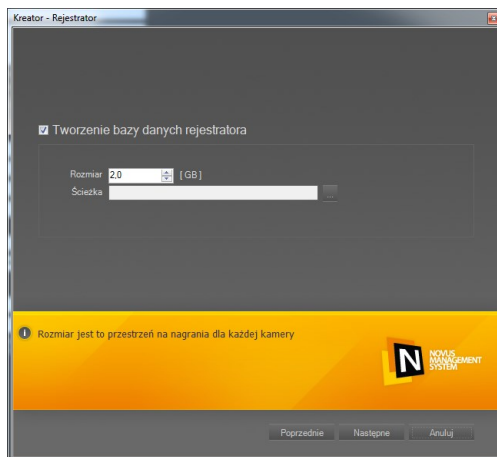 Kreator - Rejestrator
Tworzenie bazy danych rejestratora
Rozmiar 2,0 [ GB ]
Ścieżka ...
Rozmiar jest to przestrzeń na nagrania dla każdej kamery
N NOVUS
MANAGEMENT
SYSTEM
Poprzednie Następne Anuluj